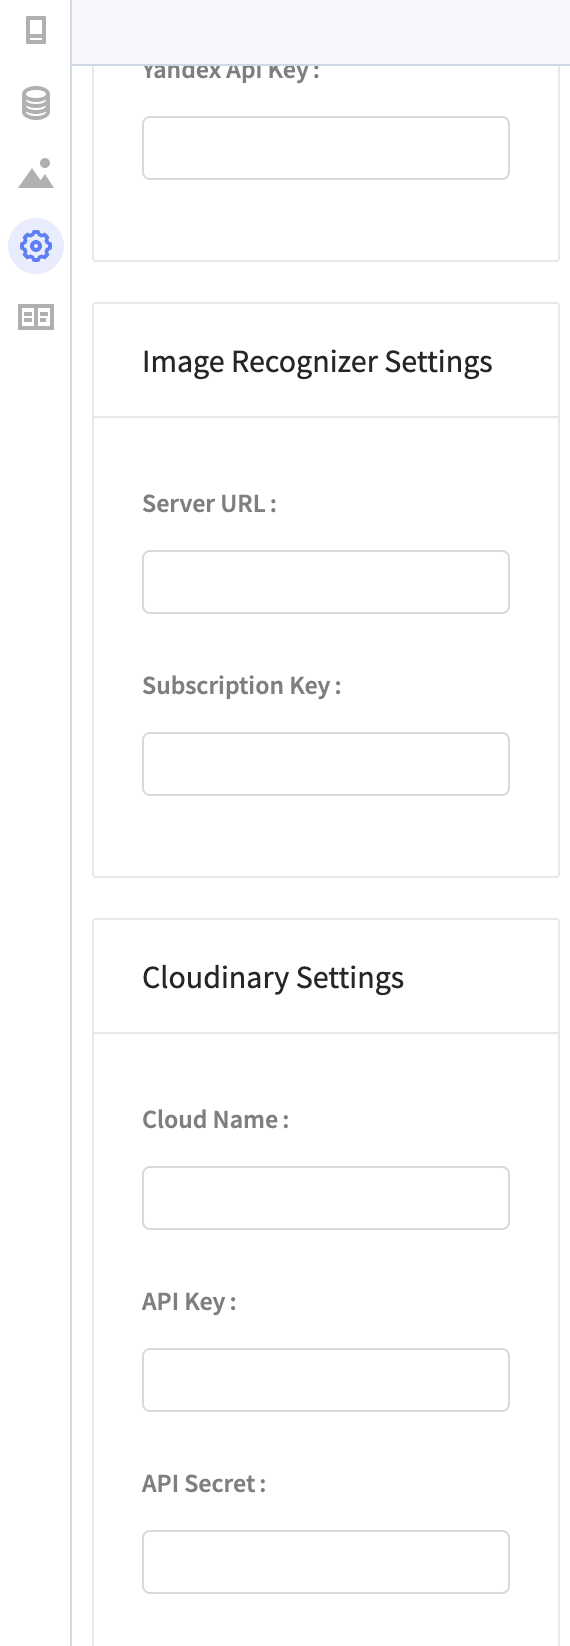 Yandex Api Key :
Image Recognizer Settings
Server URL :
Subscription Key :
Cloudinary Settings
Cloud Name :
API Key :
API Secret :